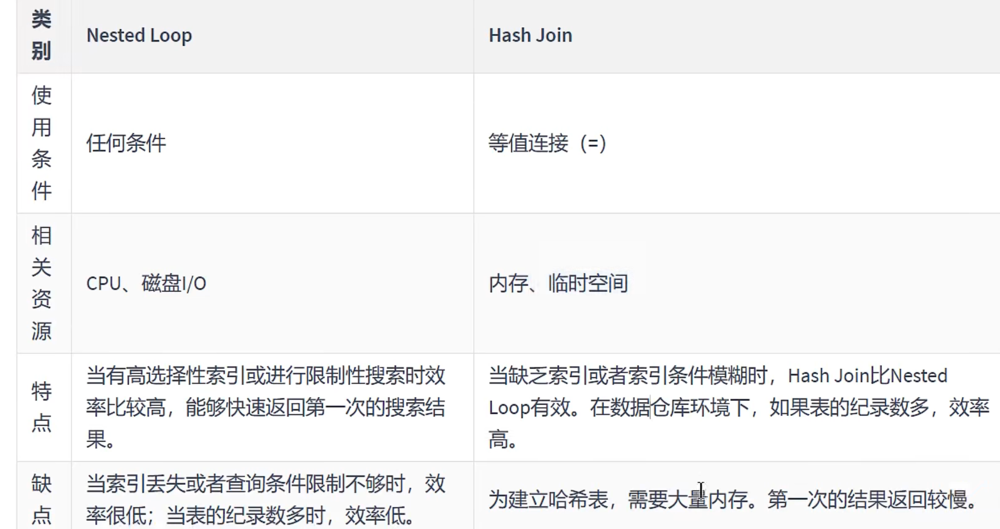 类
别
Nested Loop
Hash Join
使
用
条
件
任何条件
等值连接（=）
相
关
资
源
CPU、磁盘I/O
内存、临时空间
特
点
当有高选择性索引或进行限制性搜索时效
率比较高，能够快速返回第一次的搜索结
果。
当缺乏索引或者索引条件模糊时，Hash Join比Nested
Loop有效。在数据仓库环境下，如果表的纪录数多，效率
高。
缺
点
当索引丢失或者查询条件限制不够时，效
率很低；当表的纪录数多时，效率低。
为建立哈希表，需要大量内存。第一次的结果返回较慢。